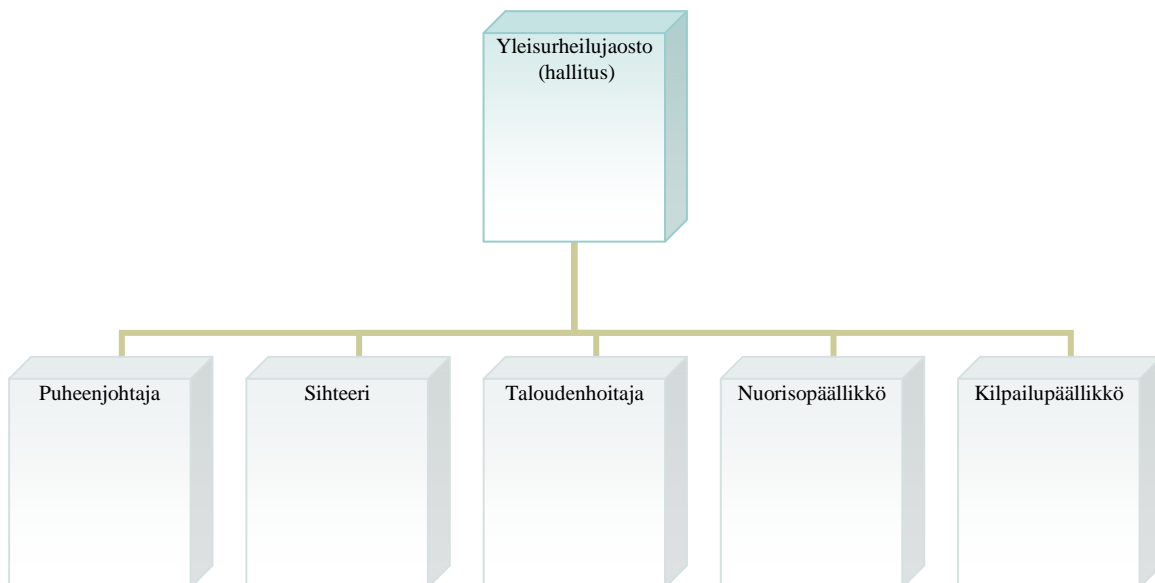 Yleisurheilujaosto
(hallitus)
Puheenjohtaja
Sihteeri
Taloudenhoitaja
Nuorisopäällikkö
Kilpailupäällikkö